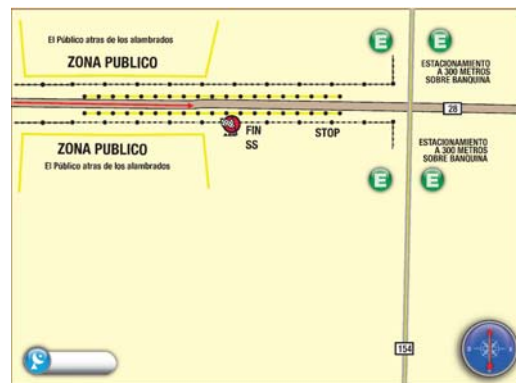 El Público atras de los alambrados
ZONA PUBLICO
E
E
ESTACIONAMIENTO
A 300 METROS
SOBRE BANQUINA
28
FIN
SS
STOP
ZONA PUBLICO
El Público atras de los alambrados
ESTACIONAMIENTO
A 300 METROS
SOBRE BANQUINA
E
E
154